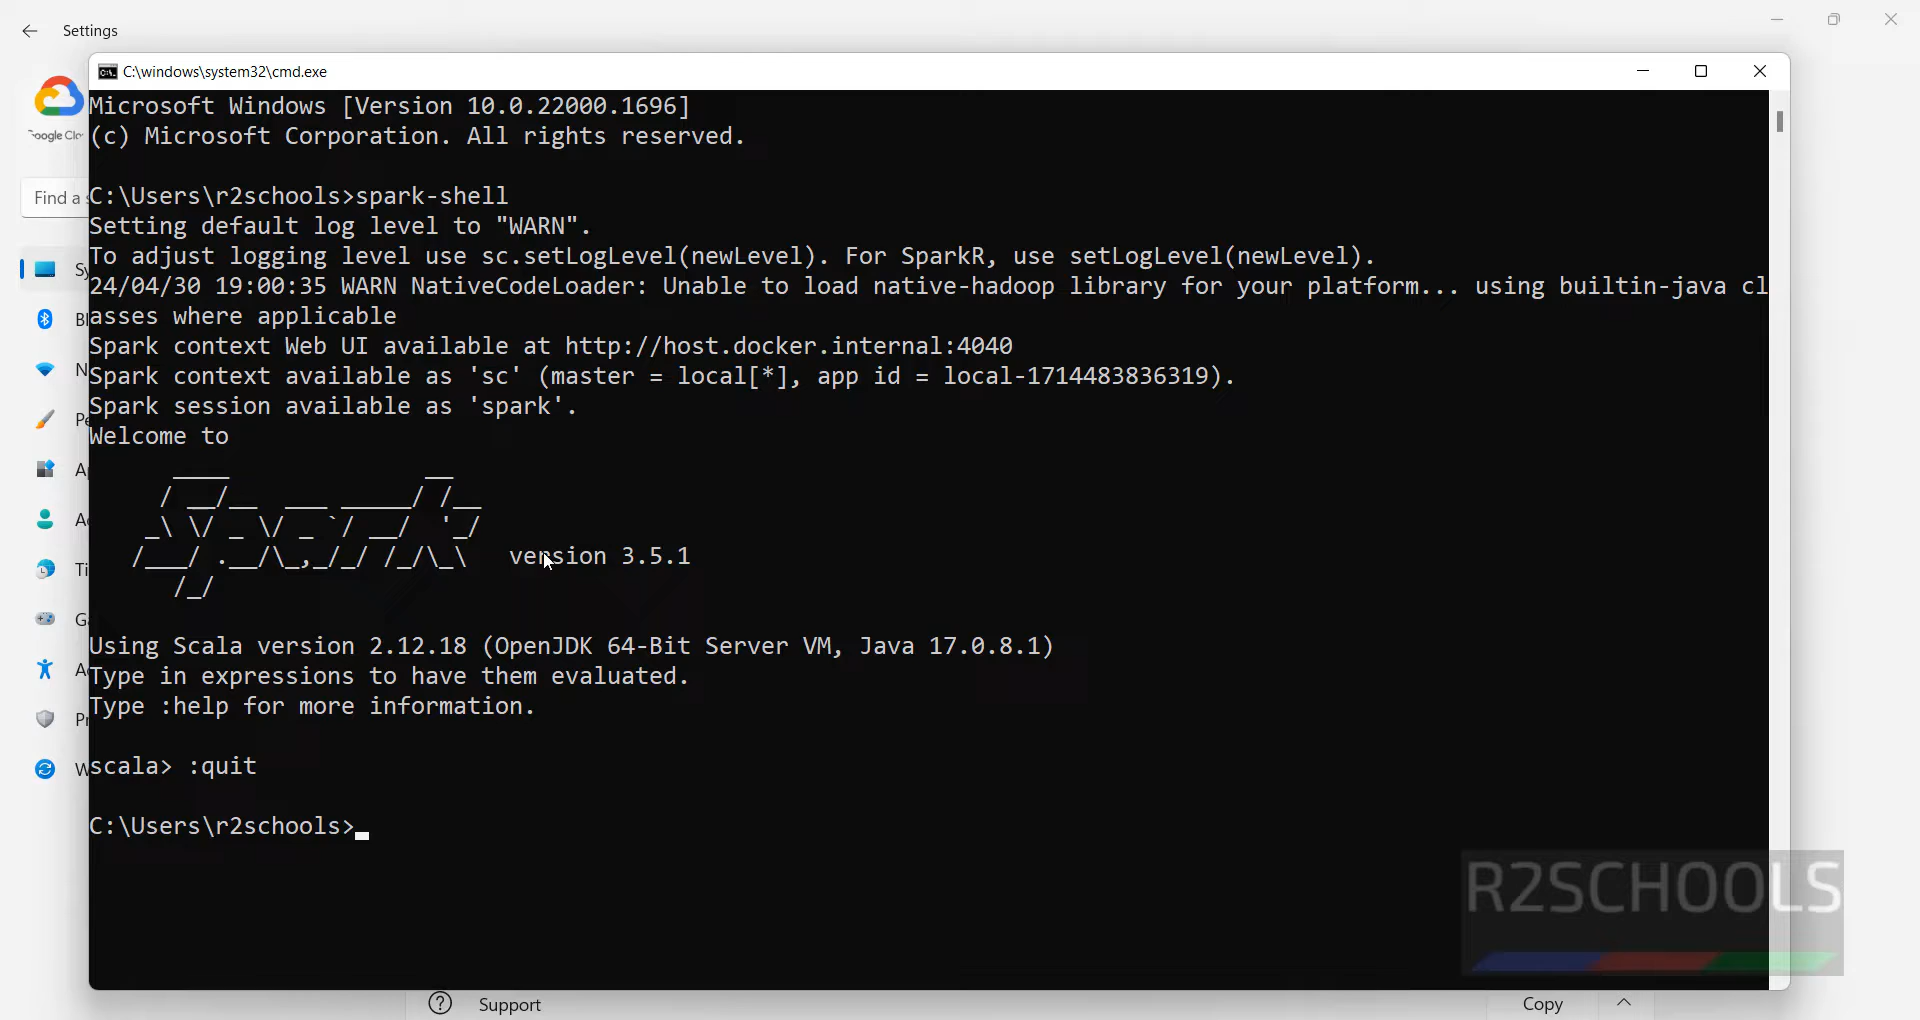 Settings
C:\windows\system32\cmd.exe
Microsoft Windows [Version 10.0.22000.1696]
(c) Microsoft Corporation. All rights reserved.
C:\Users\r2schools>spark-shell
Find a
Setting default log level to "WARN".
To adjust logging level use sc.setLogLevel(newLevel). For SparkR, use setLogLevel(newLevel).
24/04/30 19:00:35 WARN NativeCodeLoader: Unable to load native-hadoop library for your platform... using builtin-java cl
asses where applicable
Spark context Web UI available at http://host.docker.internal:4040
Spark context available as 'sc' (master = local[*], app id = local-1714483836319).
Spark session available as 'spark'.
Welcome to
Spark
version 3.5.1
Using Scala version 2.12.18 (OpenJDK 64-Bit Server VM, Java 17.0.8.1)
Type in expressions to have them evaluated.
Type :help for more information.
scala> :quit
C:\Users\r2schools>
R2SCHOOLS
Support
Copy